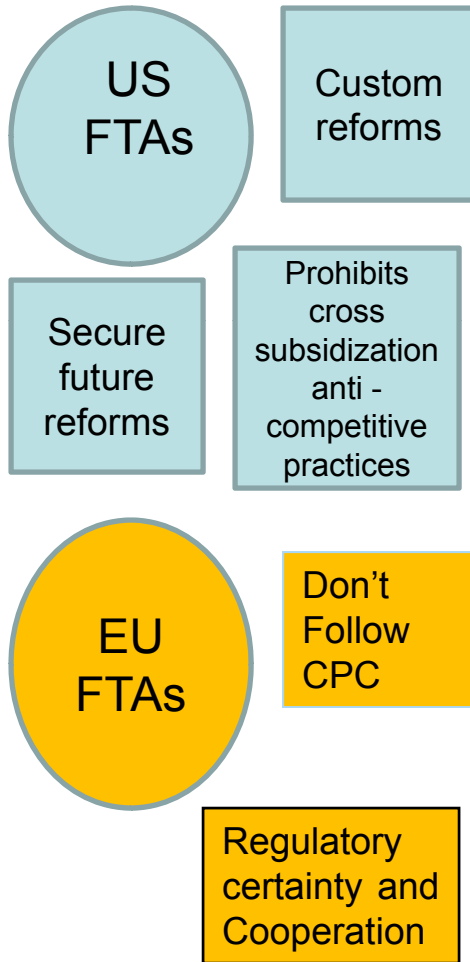 US
FTAs
Custom
reforms
Secure
future
reforms
Prohibits
cross
subsidization
anti -
competitive
practices
EU
FTAs
Don’t
Follow
CPC
Regulatory
certainty and
Cooperation